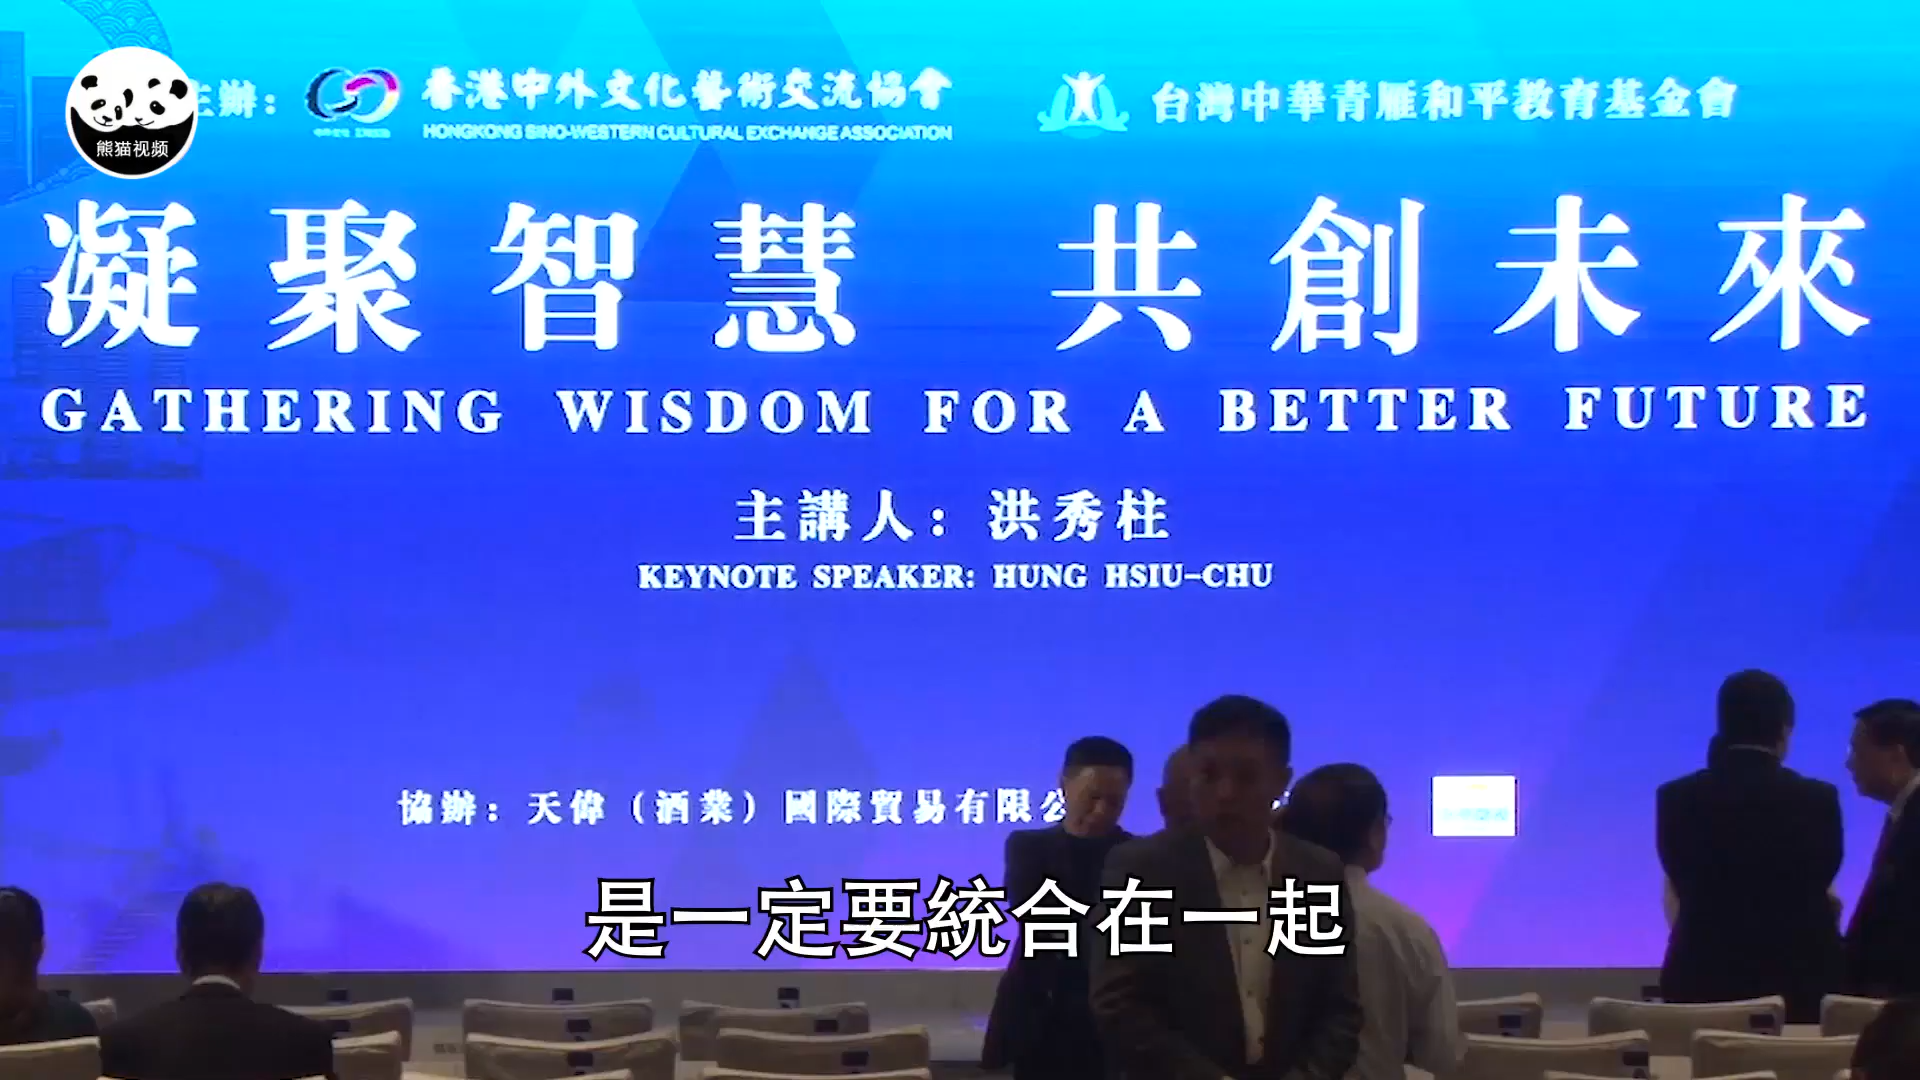 熊猫视频
主辦:
香港中外文化藝術交流協會
HONGKONG SINO-WESTERN CULTURAL EXCHANGE ASSOCIATION
台灣中華青雁和平教育基金會
凝聚智慧 共創未來
GATHERING WISDOM FOR A BETTER FUTURE
主講人: 洪秀柱
KEYNOTE SPEAKER: HUNG HSIU-CHU
協辦: 天偉(酒業)國際貿易有限公
是一定要統合在一起